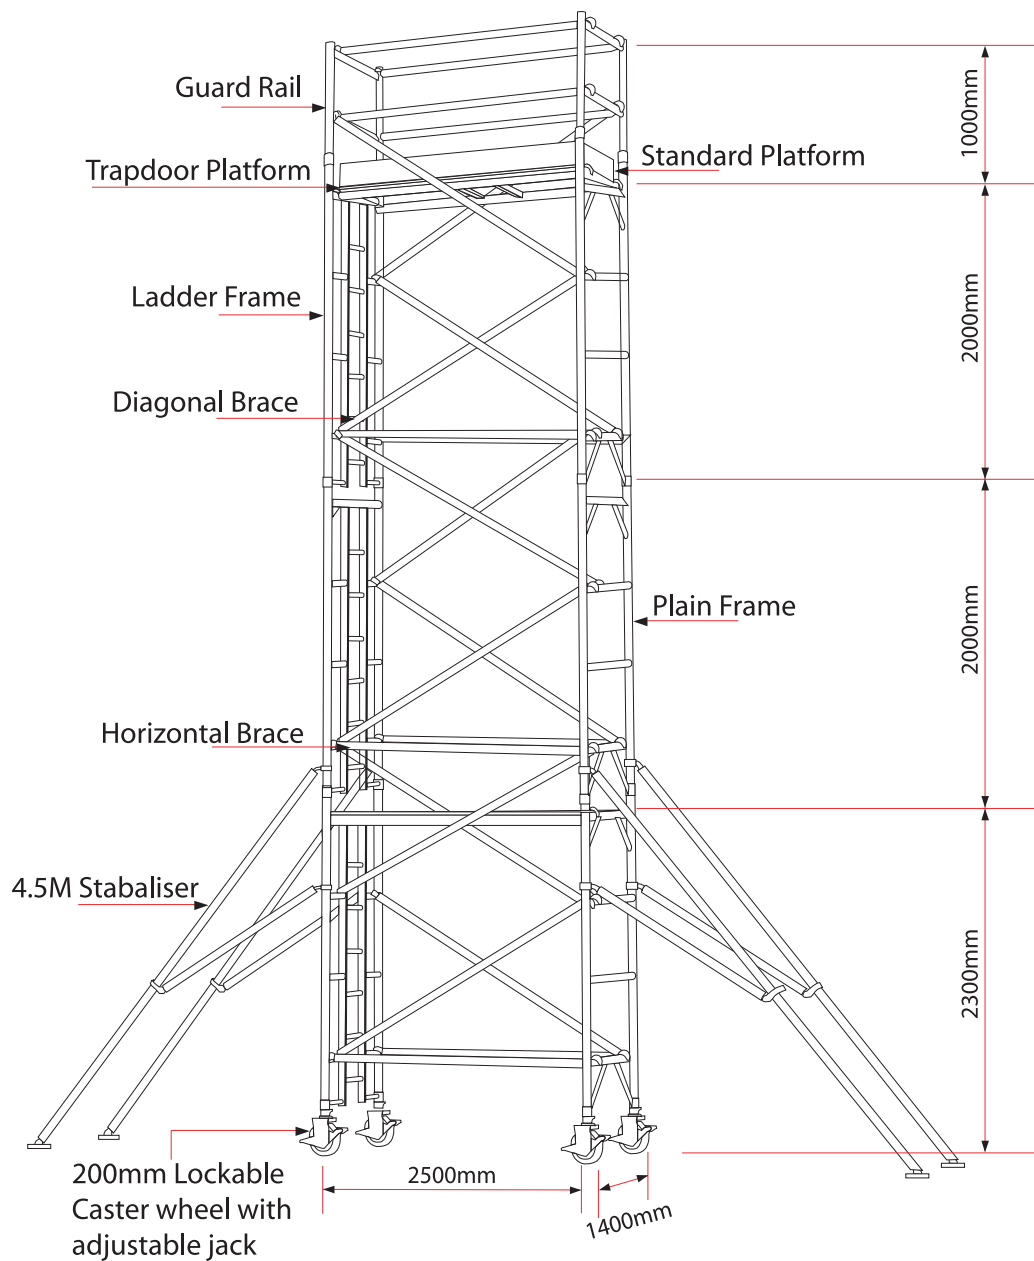 Guard Rail
1000mm
Trapdoor Platform
Standard Platform
Ladder Frame
2000mm
Diagonal Brace
Plain Frame
2000mm
Horizontal Brace
4.5M Stabaliser
2300mm
200mm Lockable
Caster wheel with
adjustable jack
2500mm
1400mm